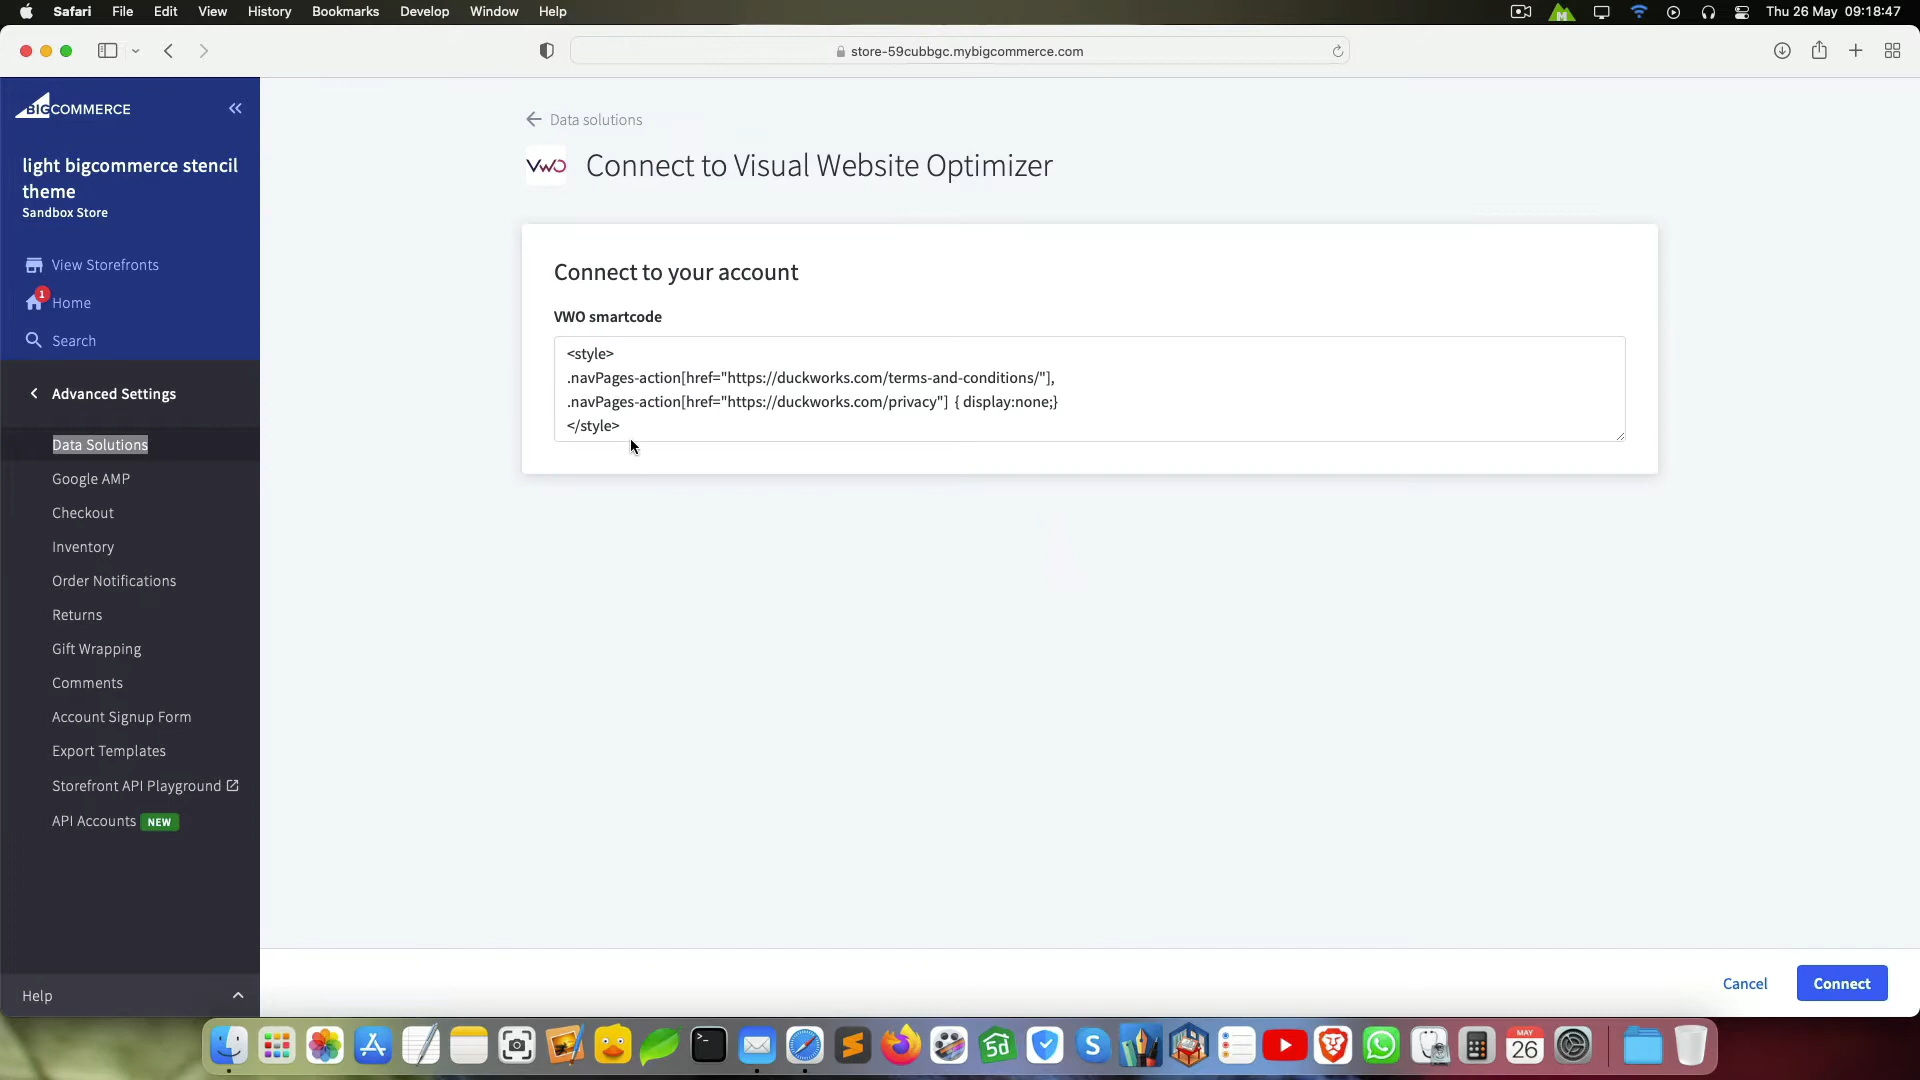 Safari File Edit View History Bookmarks Develop Window Help Thu 26 May 09:18:47
store-59cubbgc.mybigcommerce.com
BIGCOMMERCE
light bigcommerce stencil
theme
Sandbox Store
View Storefronts
1
Home
Search
Advanced Settings
Data Solutions
Google AMP
Checkout
Inventory
Order Notifications
Returns
Gift Wrapping
Comments
Account Signup Form
Export Templates
Storefront API Playground
API Accounts NEW
Help
Data solutions
VWO Connect to Visual Website Optimizer
Connect to your account
VWO smartcode
<style>
.navPages-action[href="https://duckworks.com/terms-and-conditions/"],
.navPages-action[href="https://duckworks.com/privacy"] { display:none;}
</style>
Cancel Connect
5d
S
MAY
26